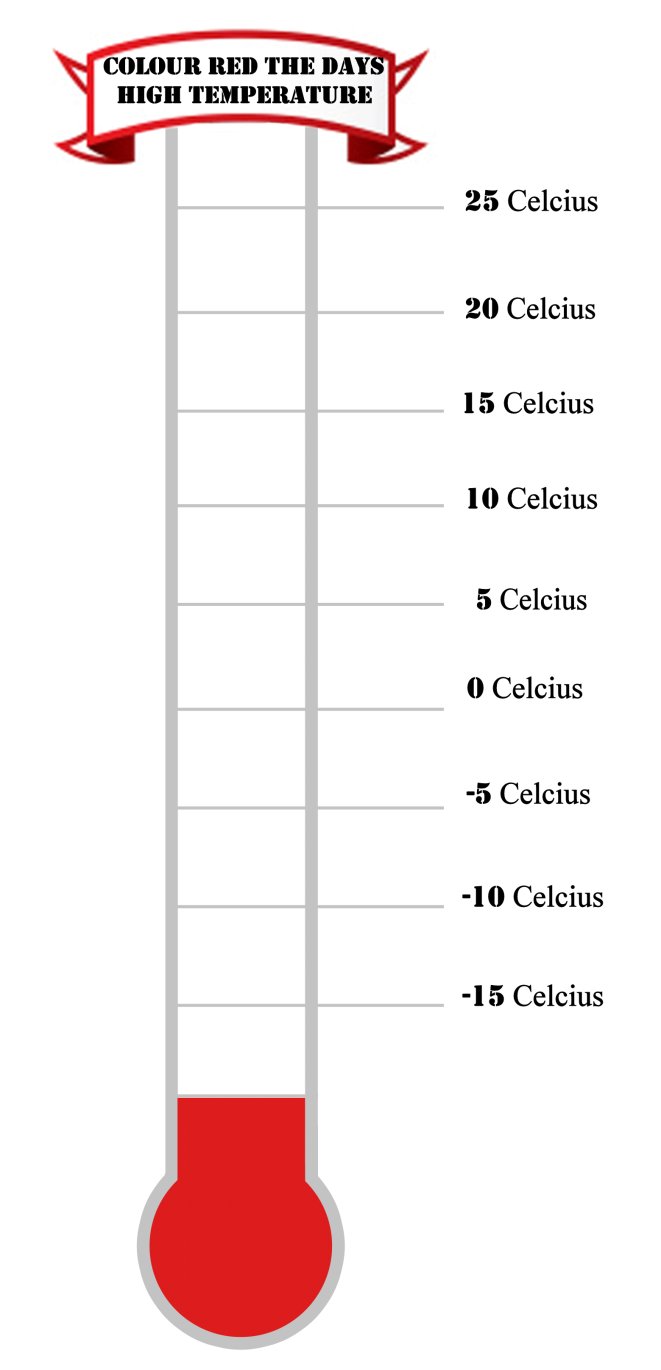 COLOUR RED THE DAYS
HIGH TEMPERATURE
25 Celcius
20 Celcius
15 Celcius
10 Celcius
5 Celcius
0 Celcius
-5 Celcius
-10 Celcius
-15 Celcius